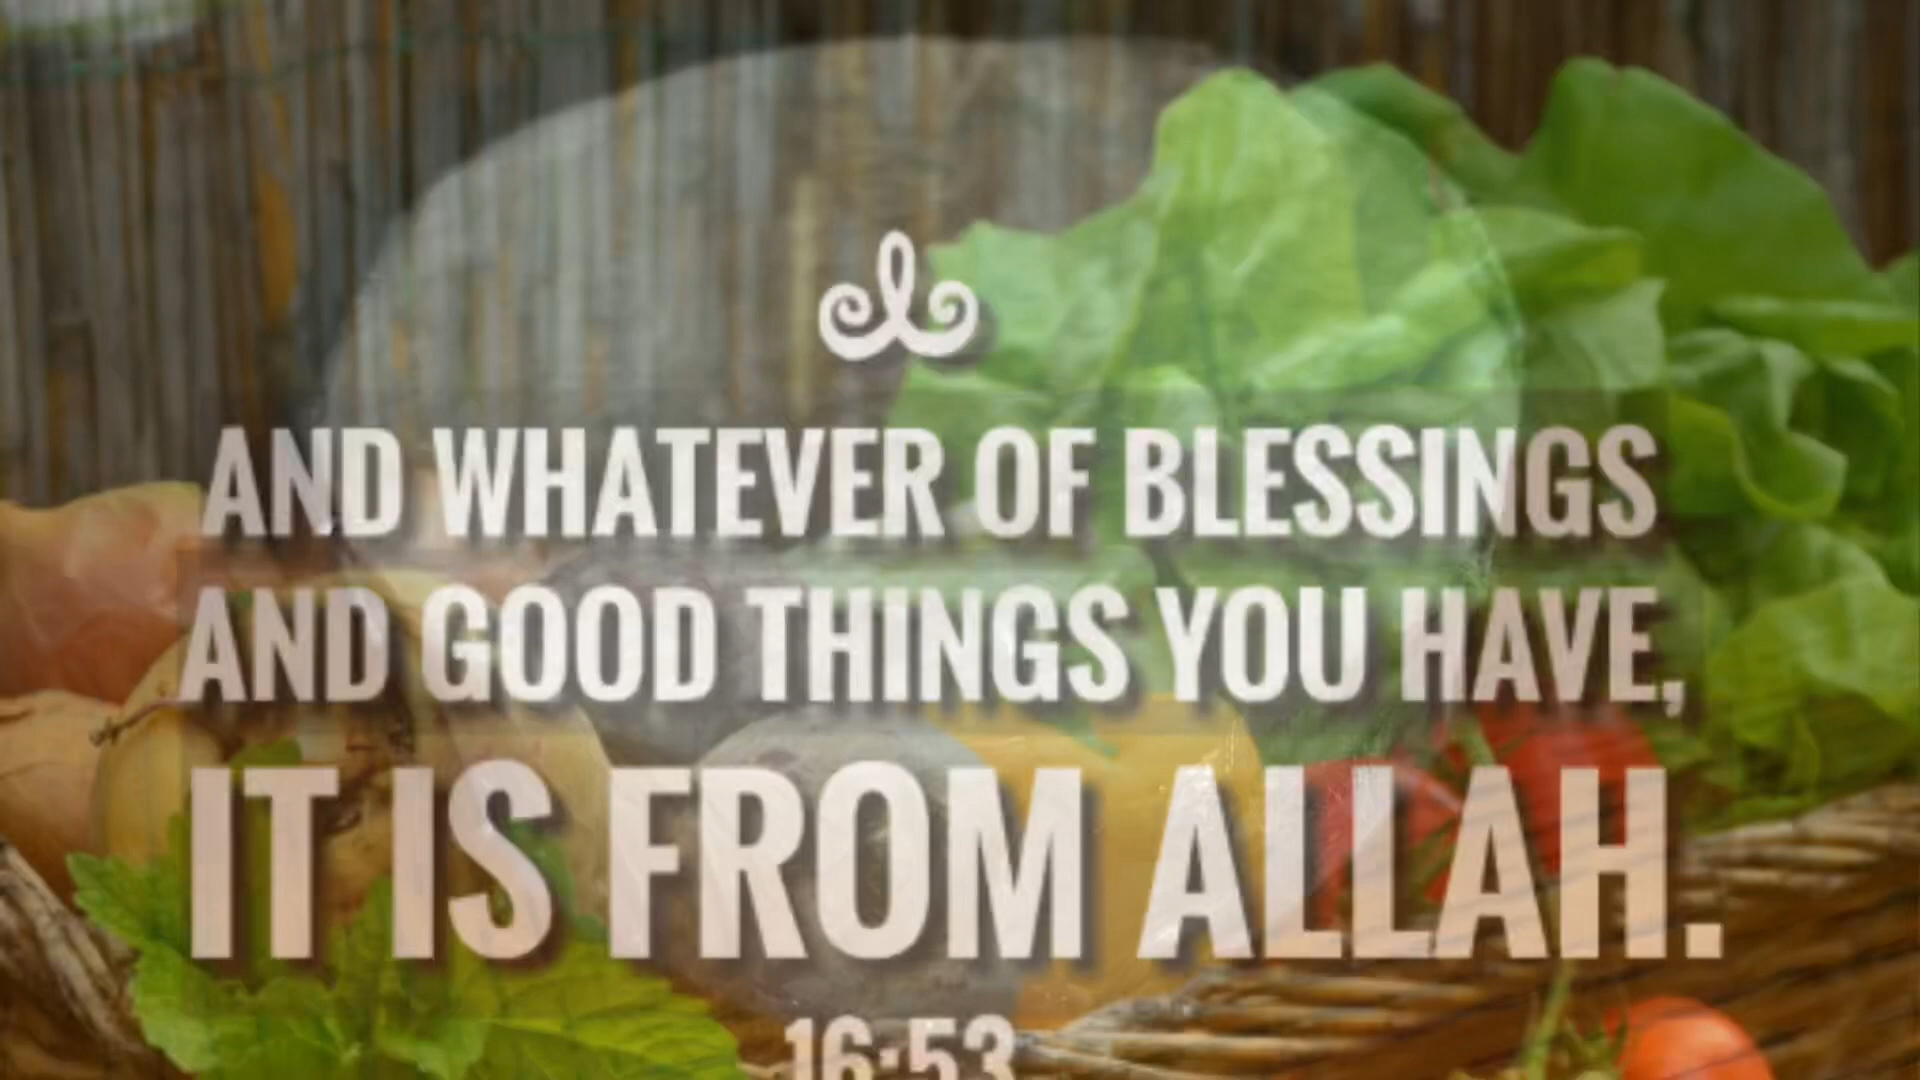 AND WHATEVER OF BLESSINGS
AND GOOD THINGS YOU HAVE,
IT IS FROM ALLAH.
16:53